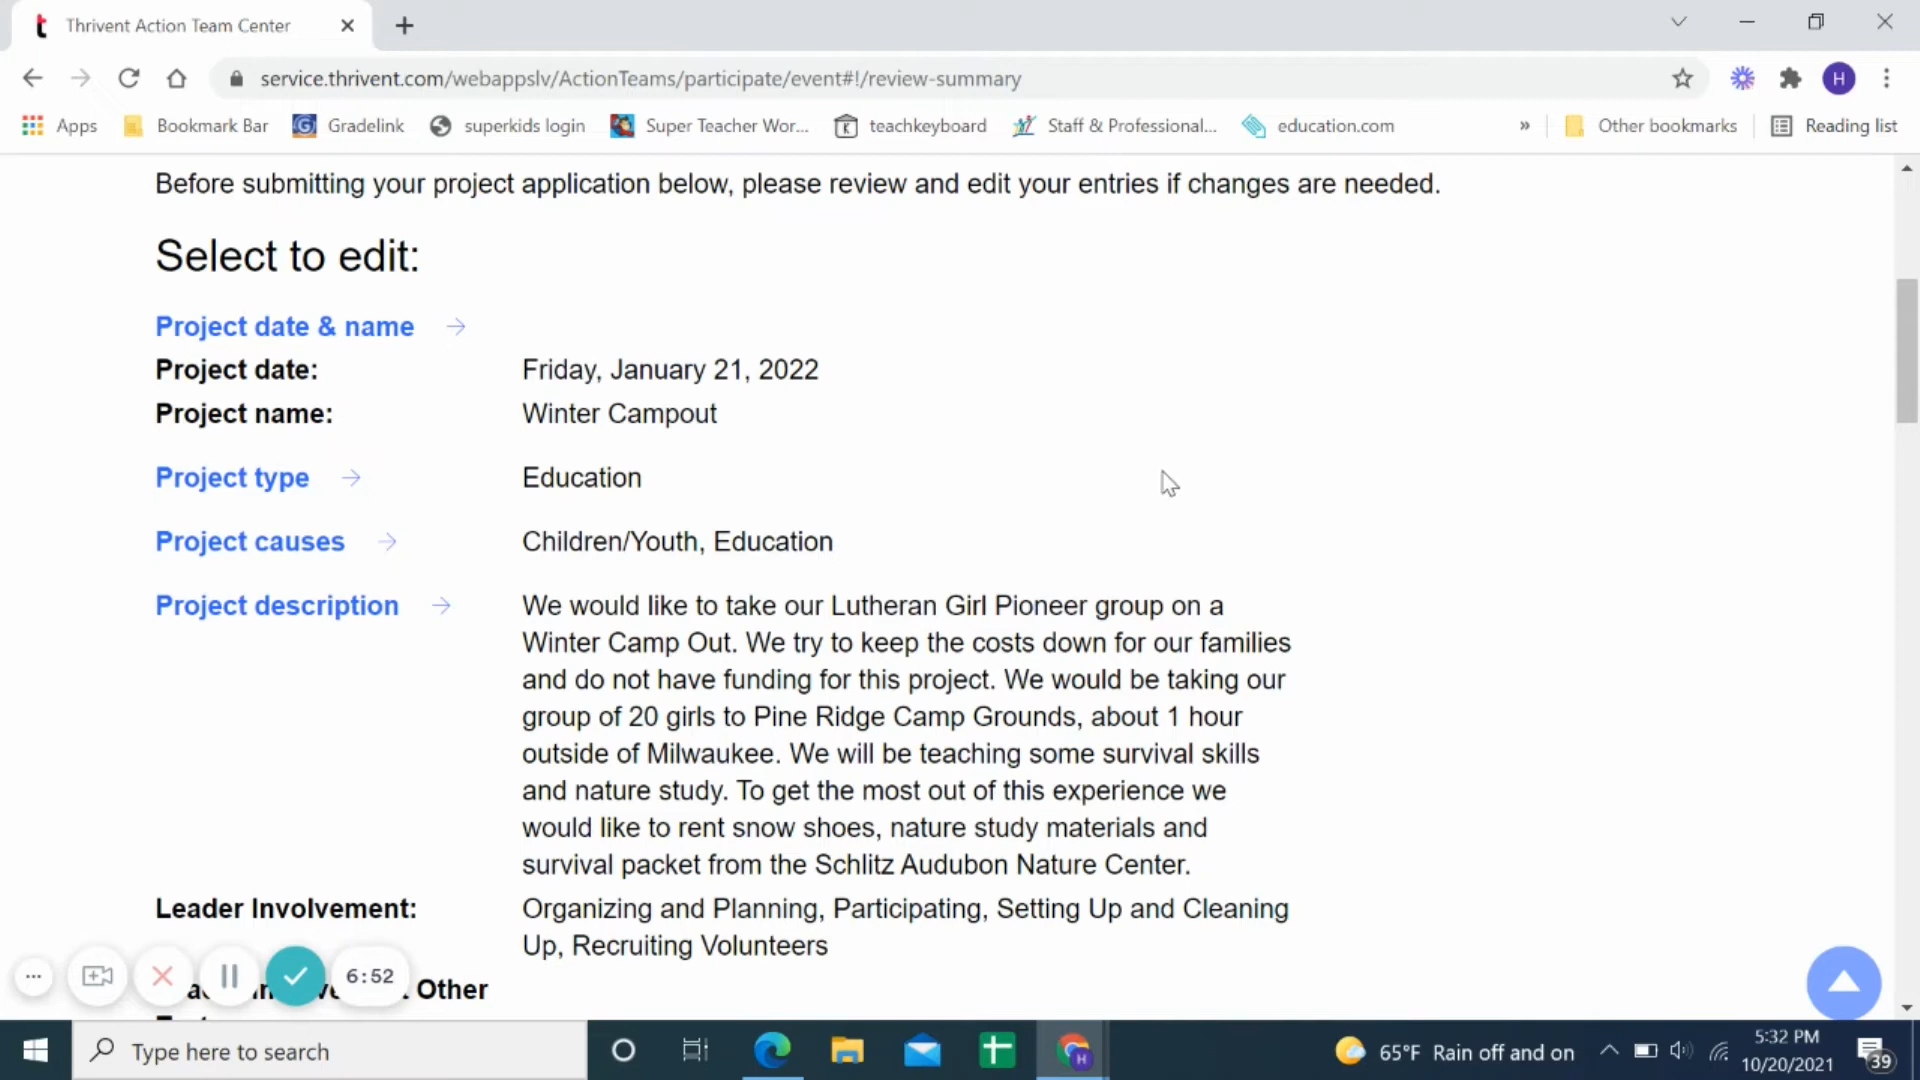 Thrivent Action Team Center
service.thrivent.com/webappslv/ActionTeams/participate/event#!/review-summary
H
Apps Bookmark Bar Gradelink superkids login Super Teacher Wor... teachkeyboard Staff & Professional... education.com » Other bookmarks Reading list
Before submitting your project application below, please review and edit your entries if changes are needed.
Select to edit:
Project date & name →
Project date: Friday, January 21, 2022
Project name: Winter Campout
Project type → Education
Project causes → Children/Youth, Education
Project description → We would like to take our Lutheran Girl Pioneer group on a
Winter Camp Out. We try to keep the costs down for our families
and do not have funding for this project. We would be taking our
group of 20 girls to Pine Ridge Camp Grounds, about 1 hour
outside of Milwaukee. We will be teaching some survival skills
and nature study. To get the most out of this experience we
would like to rent snow shoes, nature study materials and
survival packet from the Schlitz Audubon Nature Center.
Leader Involvement: Organizing and Planning, Participating, Setting Up and Cleaning
Up, Recruiting Volunteers
6:52
Other
Type here to search
65°F Rain off and on
5:32 PM
10/20/2021
39